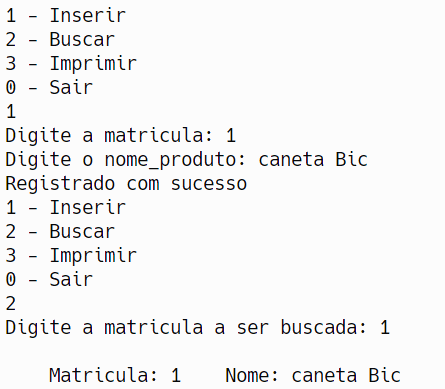 1 - Inserir
2 - Buscar
3 - Imprimir
0 - Sair
1
Digite a matricula: 1
Digite o nome_produto: caneta Bic
Registrado com sucesso
1 - Inserir
2 - Buscar
3 - Imprimir
0 - Sair
2
Digite a matricula a ser buscada: 1
Matricula: 1    Nome: caneta Bic